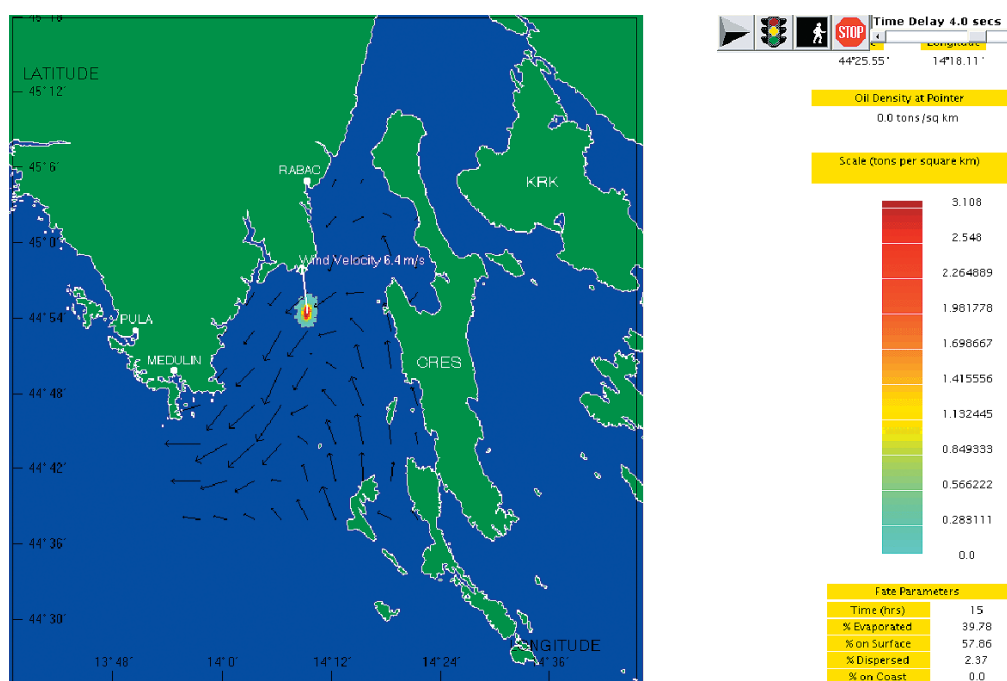 45° 18'
LATITUDE
45° 12'
45° 6'
45° 0'
44° 54'
44° 48'
44° 42'
44° 36'
44° 30'
RABAC
KRK
Wind Velocity 6.4 m/s
PULA
MEDULIN
CRES
LONGITUDE
13° 48'
14° 0'
14° 12'
14° 24'
14° 36'
STOP
Time Delay 4.0 secs
Longitude
44°25.55' 14°18.11'
Oil Density at Pointer
0.0 tons/sq km
Scale (tons per square km)
3.108
2.548
2.264889
1.981778
1.698667
1.415556
1.132445
0.849333
0.566222
0.283111
0.0
Fate Parameters
Time (hrs) 15
% Evaporated 39.78
% on Surface 57.86
% Dispersed 2.37
% on Coast 0.0